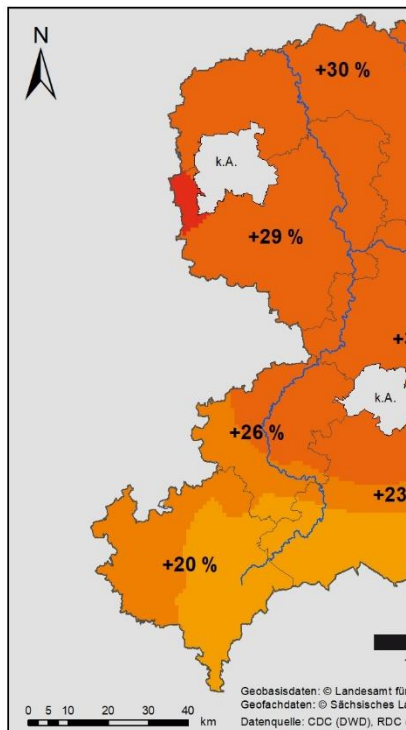 N
+30 %
k.A.
+29 %
k.A.
+26 %
+23
+20 %
Geobasisdaten: © Landesamt für
Geofachdaten: © Sächsisches La
0 5 10 20 30 40
km
Datenquelle: CDC (DWD), RDC